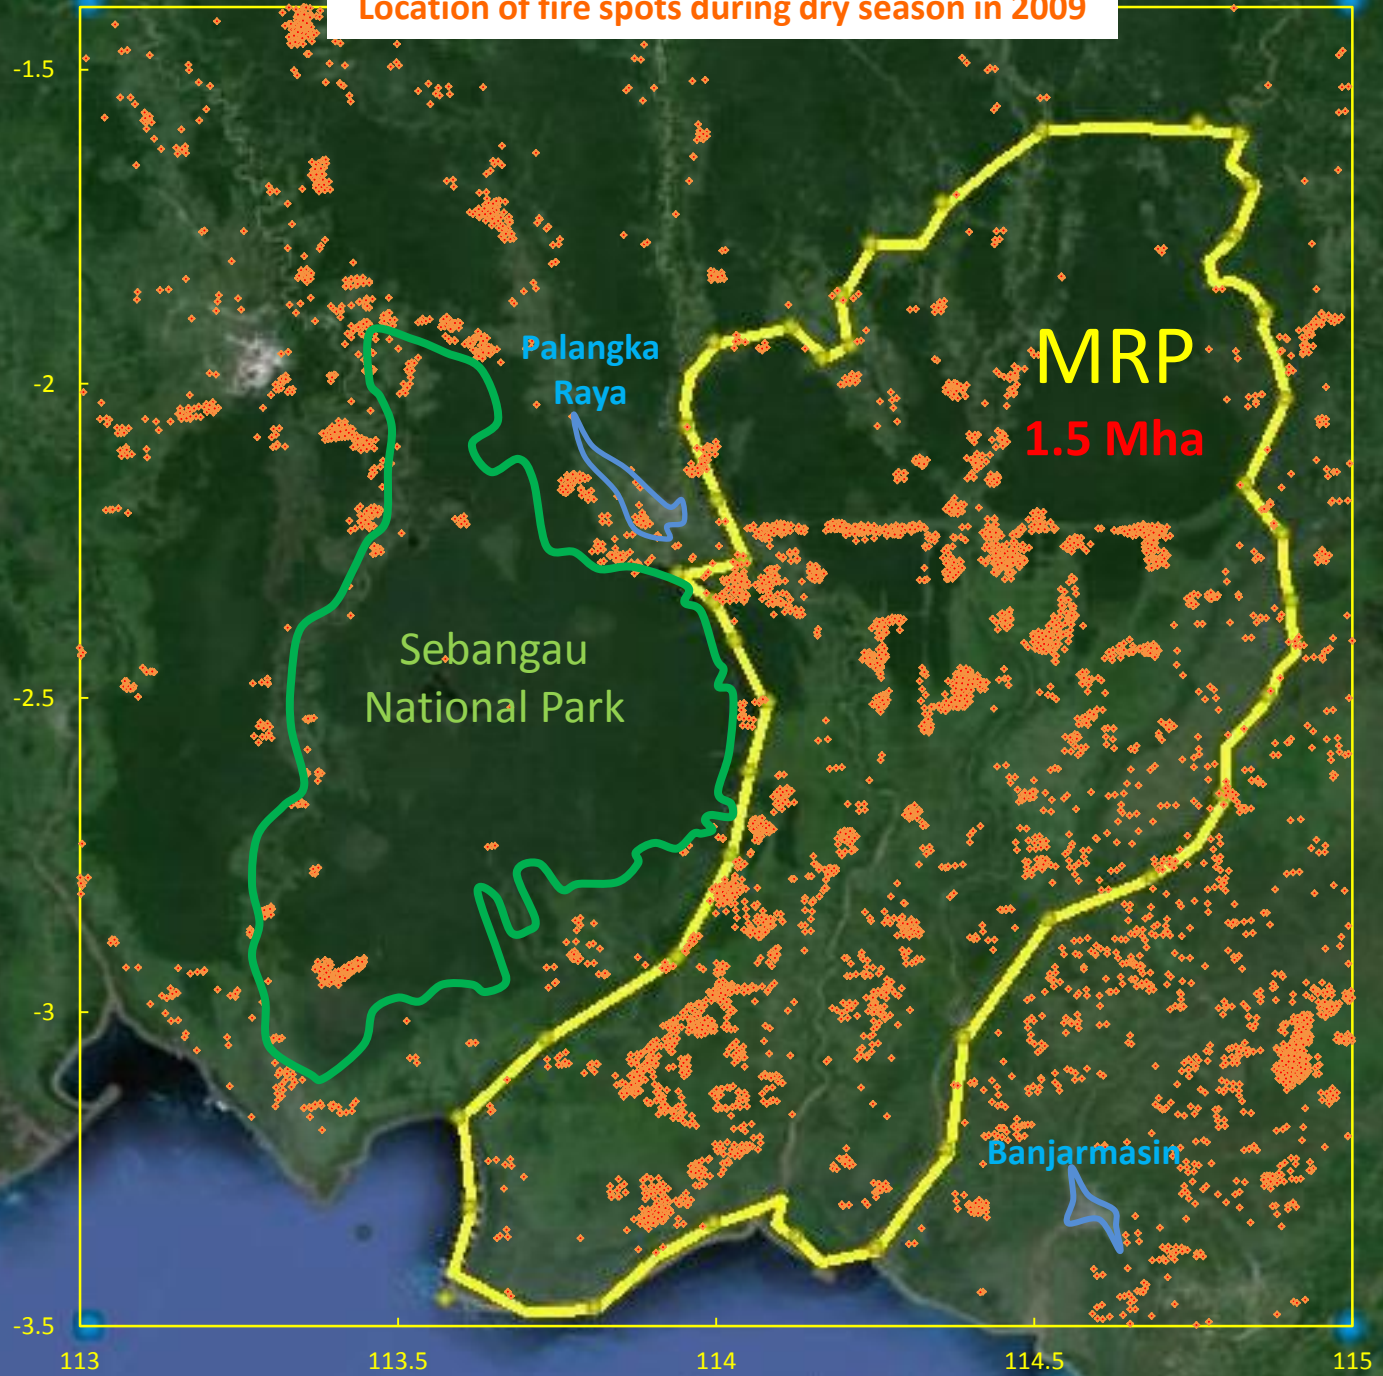 Location of fire spots during dry season in 2009
-1.5
Palangka
Raya
MRP
-2
1.5 Mha
Sebangau
National Park
-2.5
-3
Banjarmasin
-3.5
113
113.5
114
114.5
115